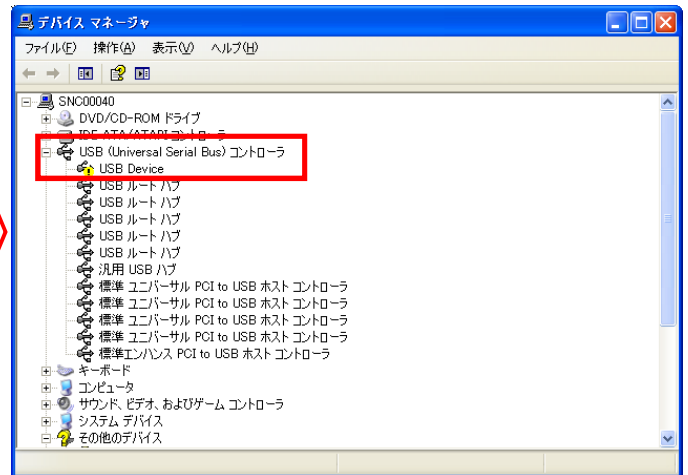 デバイス マネージャ
ファイル(F) 操作(A) 表示(V) ヘルプ(H)
SNC00040
DVD/CD-ROM ドライブ
IDE ATA/ATAPI コントローラ
USB (Universal Serial Bus) コントローラ
USB Device
USB ルート ハブ
USB ルート ハブ
USB ルート ハブ
USB ルート ハブ
USB ルート ハブ
汎用 USB ハブ
標準 ユニバーサル PCI to USB ホスト コントローラ
標準 ユニバーサル PCI to USB ホスト コントローラ
標準 ユニバーサル PCI to USB ホスト コントローラ
標準 ユニバーサル PCI to USB ホスト コントローラ
標準エンハンス PCI to USB ホスト コントローラ
キーボード
コンピュータ
サウンド、ビデオ、およびゲーム コントローラ
システム デバイス
その他のデバイス